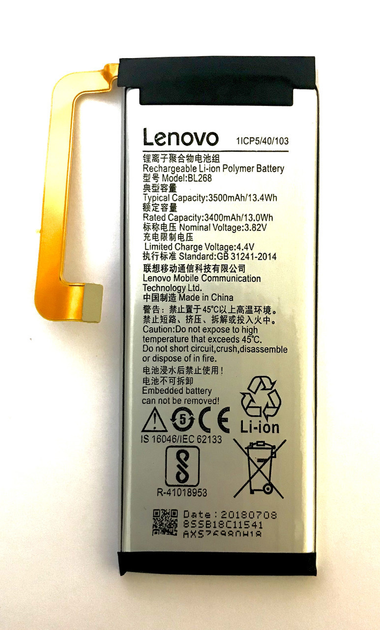 Lenovo 1ICP5/40/103
锂离子聚合物电池组
Rechargeable Li-ion Polymer Battery
型号 Model:BL268
典型容量
Typical Capacity:3500mAh/13.4Wh
额定容量
Rated Capacity:3400mAh/13.0Wh
标称电压 Nominal Voltage:3.82V
充电限制电压
Limited Charge Voltage:4.4V
执行标准 Standard:GB 31241-2014
联想移动通信科技有限公司
Lenovo Mobile Communication
Technology Ltd.
中国制造 Made in China
警告: 禁止置于45℃以上高温环境。
禁止短路、挤压、拆解或投入火中。
Caution:Do not expose to high
temperature that exceeds 45℃.
Do not short circuit,crush,disassemble
or dispose of in fire.
电池浸水后禁止使用!
电池不可拆卸
Embedded battery
can not be removed!
5 CE
Li-ion
IS 16046/IEC 62133
R-41018953
Date:20180708
8SSB18C11541
AXS76980H18